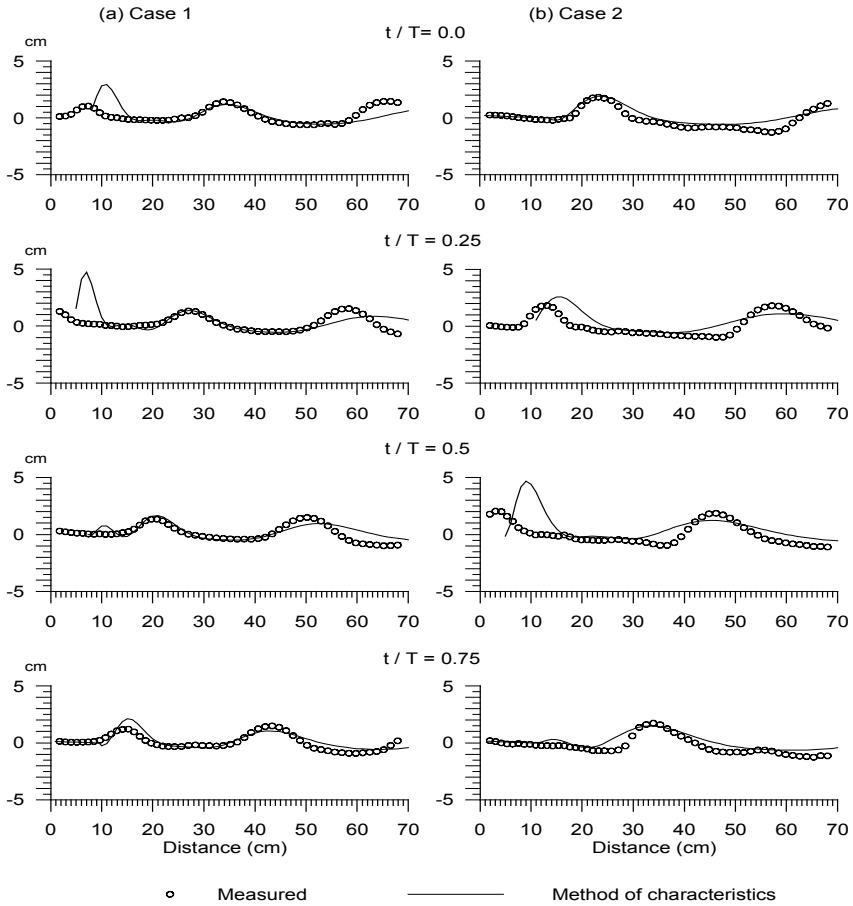 (a) Case 1 (b) Case 2
t / T= 0.0
cm
5 5
0 0
-5 -5
0 10 20 30 40 50 60 70 0 10 20 30 40 50 60 70
t / T = 0.25
5 5
0 0
-5 -5
0 10 20 30 40 50 60 70 0 10 20 30 40 50 60 70
t / T = 0.5
cm
5 5
0 0
-5 -5
0 10 20 30 40 50 60 70 0 10 20 30 40 50 60 70
t / T = 0.75
cm
5 5
0 0
-5 -5
0 10 20 30 40 50 60 70 0 10 20 30 40 50 60 70
Distance (cm) Distance (cm)
Measured Method of characteristics